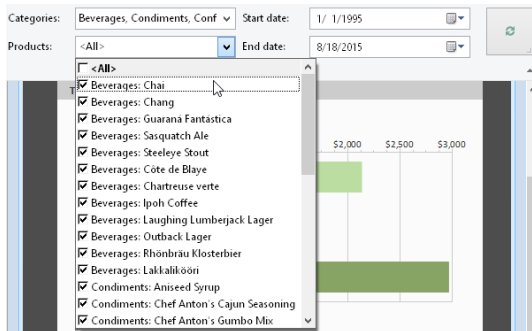 Categories: Beverages, Condiments, Conf Start date: 1/ 1/1995
Products: <All> End date: 8/18/2015
<All>
Beverages: Chai
Beverages: Chang
Beverages: Guaraná Fantástica
Beverages: Sasquatch Ale
Beverages: Steeleye Stout
Beverages: Côte de Blaye
Beverages: Chartreuse verte
Beverages: Ipoh Coffee
Beverages: Laughing Lumberjack Lager
Beverages: Outback Lager
Beverages: Rhönbräu Klosterbier
Beverages: Lakkalikööri
Condiments: Aniseed Syrup
Condiments: Chef Anton's Cajun Seasoning
Condiments: Chef Anton's Gumbo Mix
$2,000 $2,500 $3,000